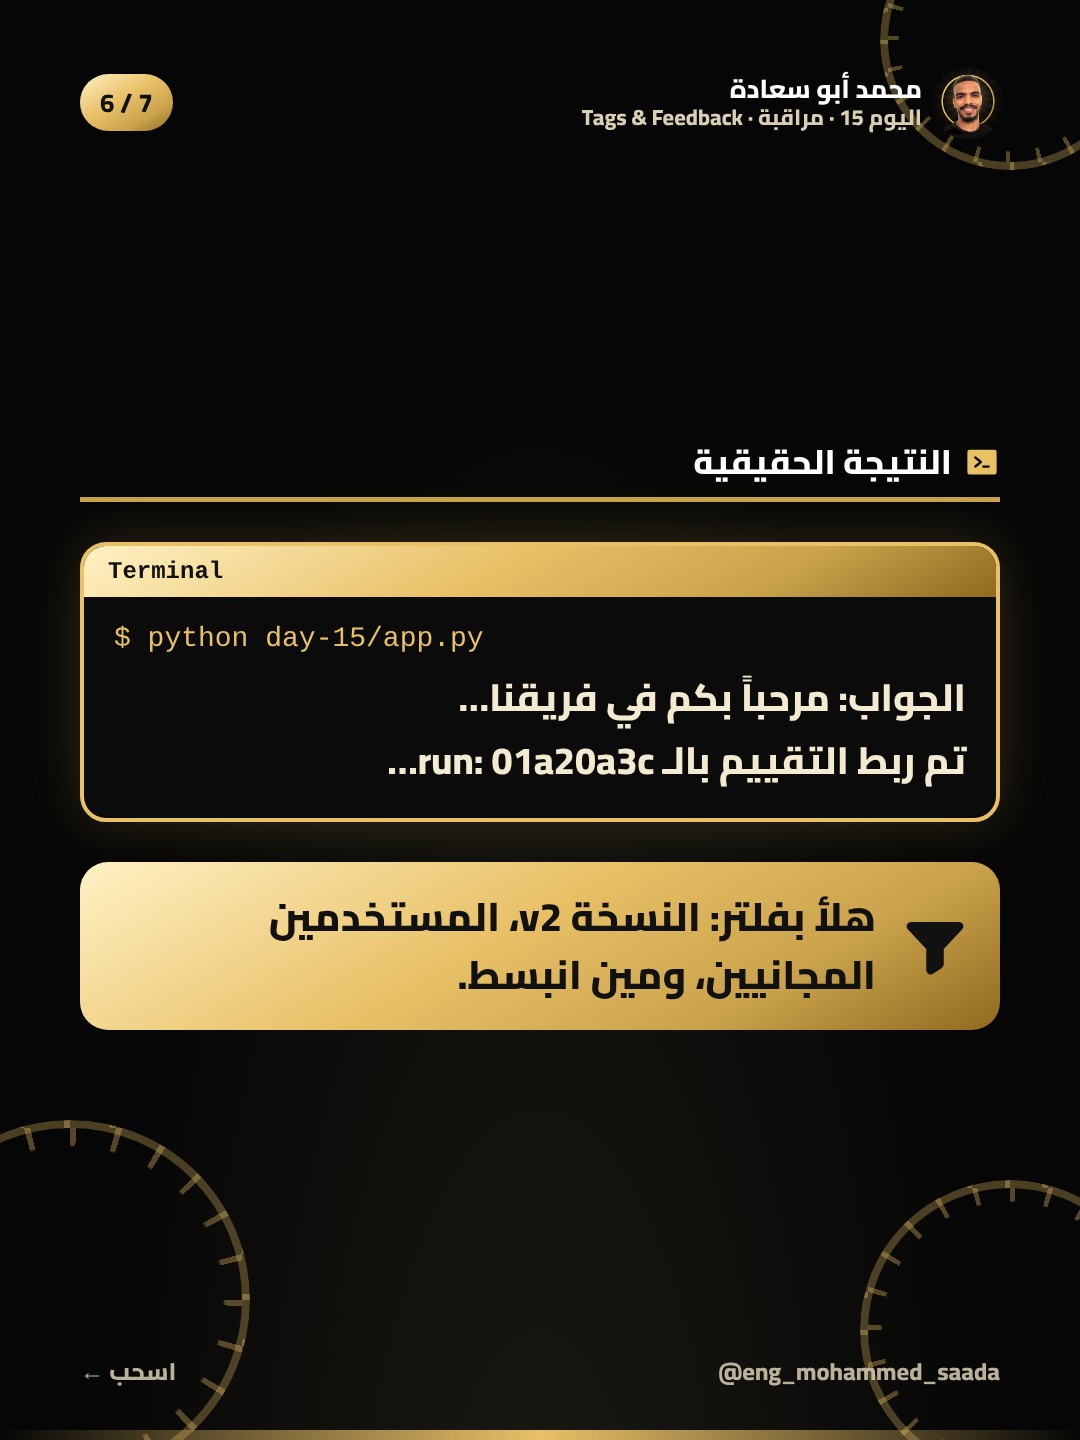 محمد أبو سعادة
اليوم 15 · مراقبة · Tags & Feedback
6 / 7
النتيجة الحقيقية
Terminal
$ python day-15/app.py
الجواب: مرحباً بكم في فريقنا...
تم ربط التقييم بالـ run: 01a20a3c...
هلأ بفلتر: النسخة v2، المستخدمين
المجانيين، ومين انبسط.
@eng_mohammed_saada
اسحب ←